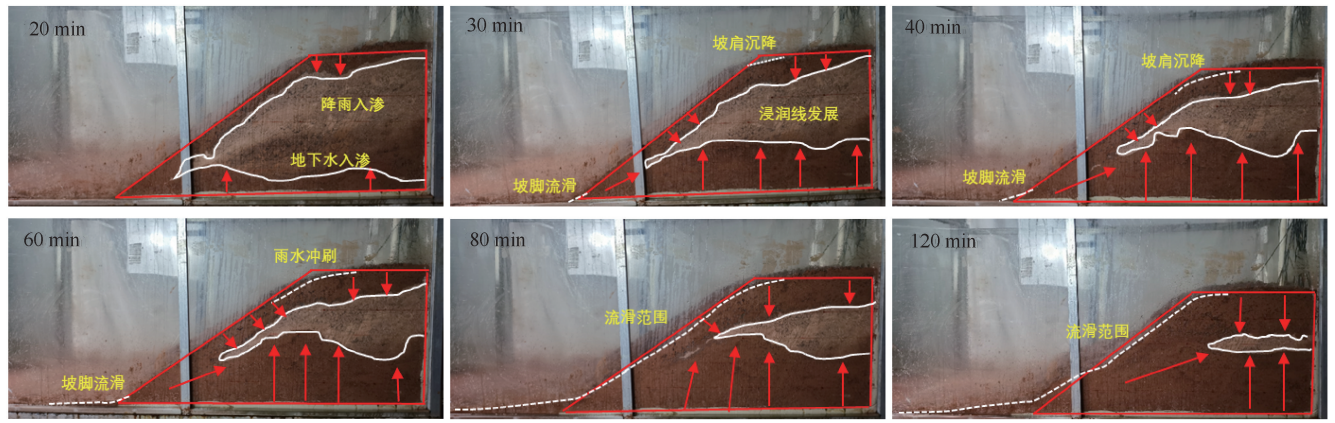 20 min
降雨入渗
地下水入渗
30 min
坡肩沉降
浸润线发展
坡脚流滑
40 min
坡肩沉降
坡脚流滑
60 min
雨水冲刷
坡脚流滑
80 min
流滑范围
120 min
流滑范围